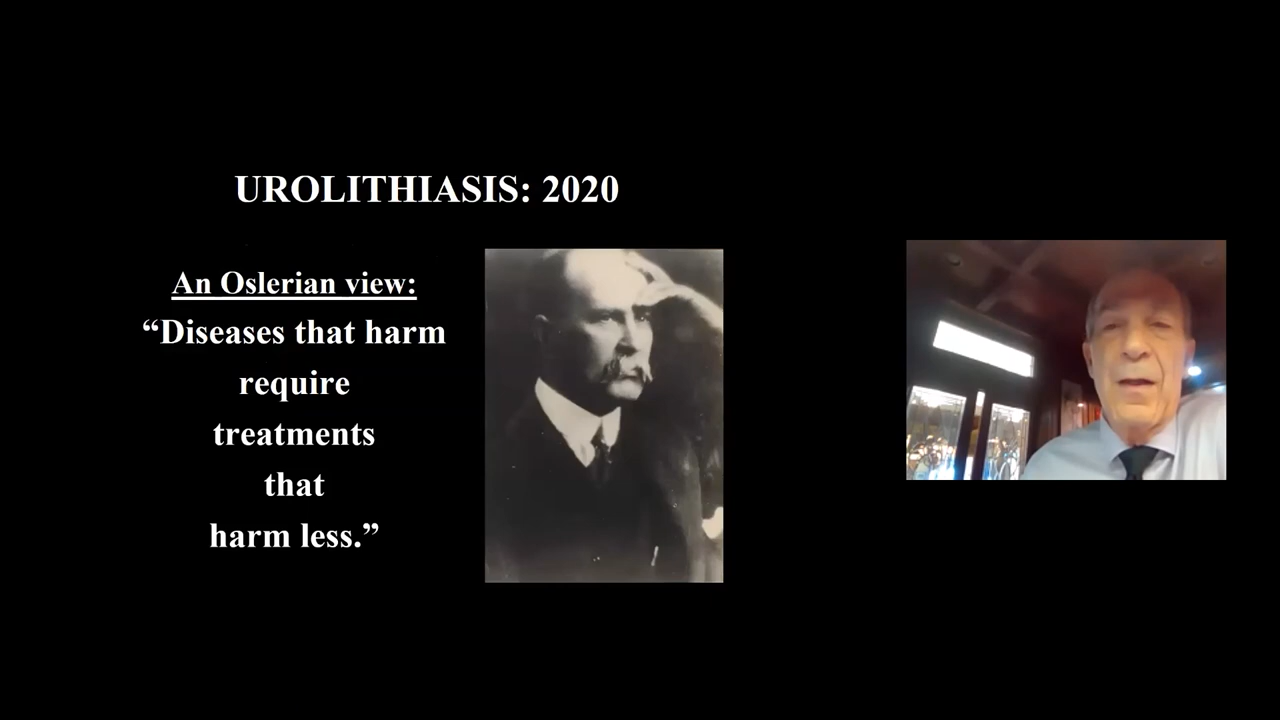 UROLITHIASIS: 2020
An Oslerian view:
“Diseases that harm
require
treatments
that
harm less.”